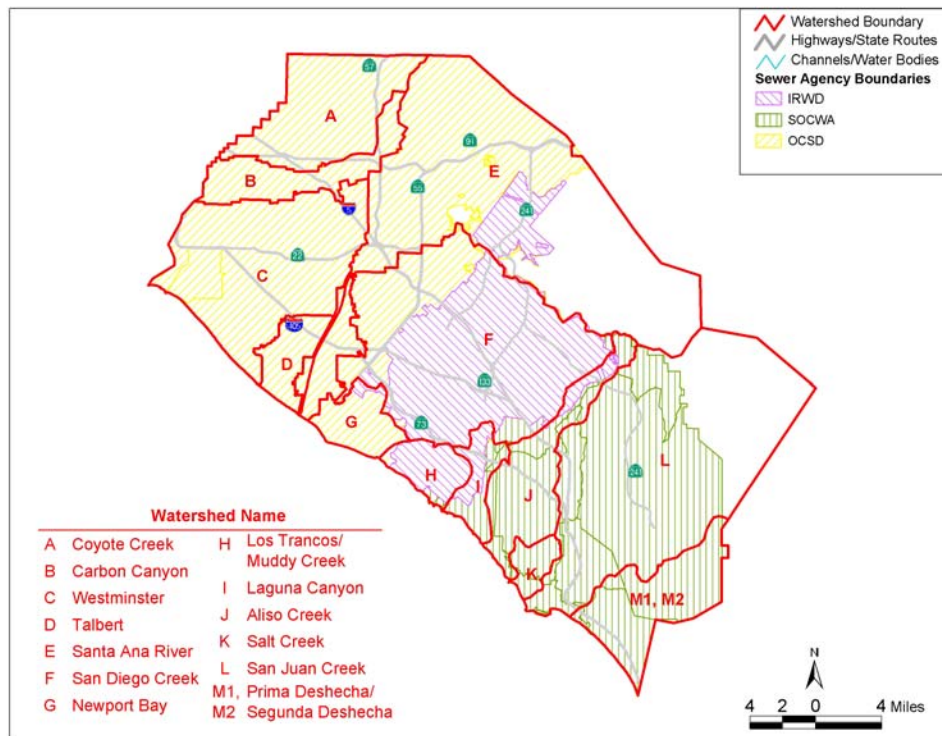 Watershed Boundary
Highways/State Routes
Channels/Water Bodies
Sewer Agency Boundaries
IRWD
SOCWA
OCSD
57
A
91
E
B
55
5
241
22
C
405
F
D
133
G
73
H
I
J
L
241
K
M1, M2
Watershed Name
A Coyote Creek
B Carbon Canyon
C Westminster
D Talbert
E Santa Ana River
F San Diego Creek
G Newport Bay
H Los Trancos/
Muddy Creek
I Laguna Canyon
J Aliso Creek
K Salt Creek
L San Juan Creek
M1, Prima Deshecha/
M2 Segunda Deshecha
N
4 2 0 4 Miles